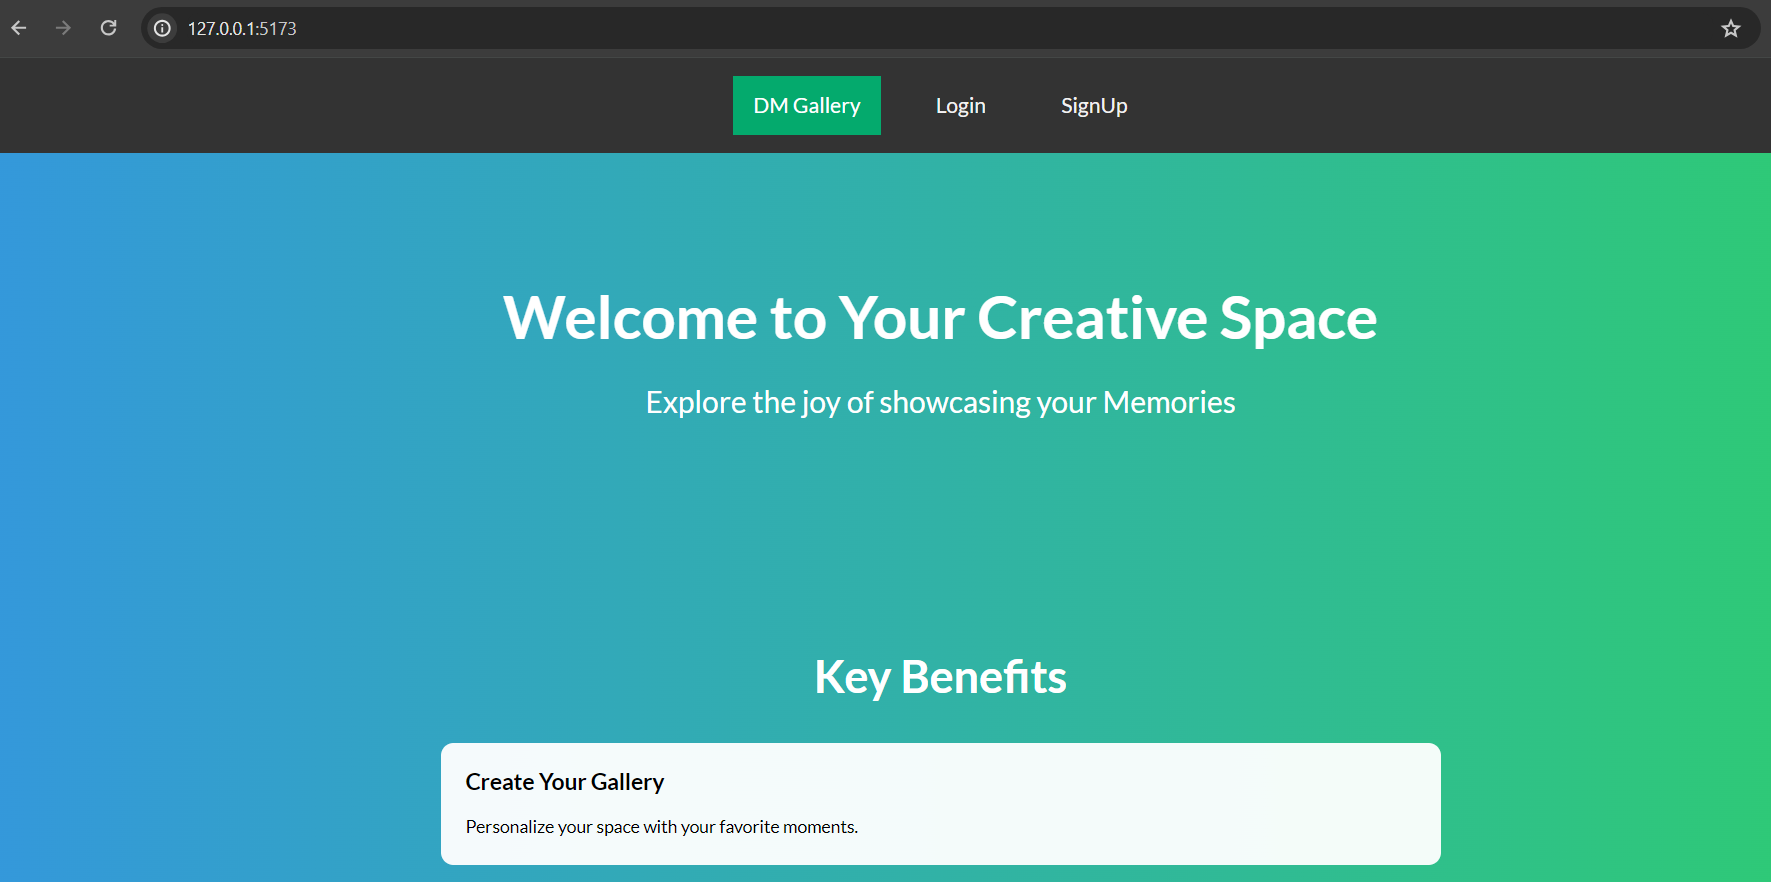 127.0.0.1:5173
DM Gallery Login SignUp
Welcome to Your Creative Space
Explore the joy of showcasing your Memories
Key Benefits
Create Your Gallery
Personalize your space with your favorite moments.